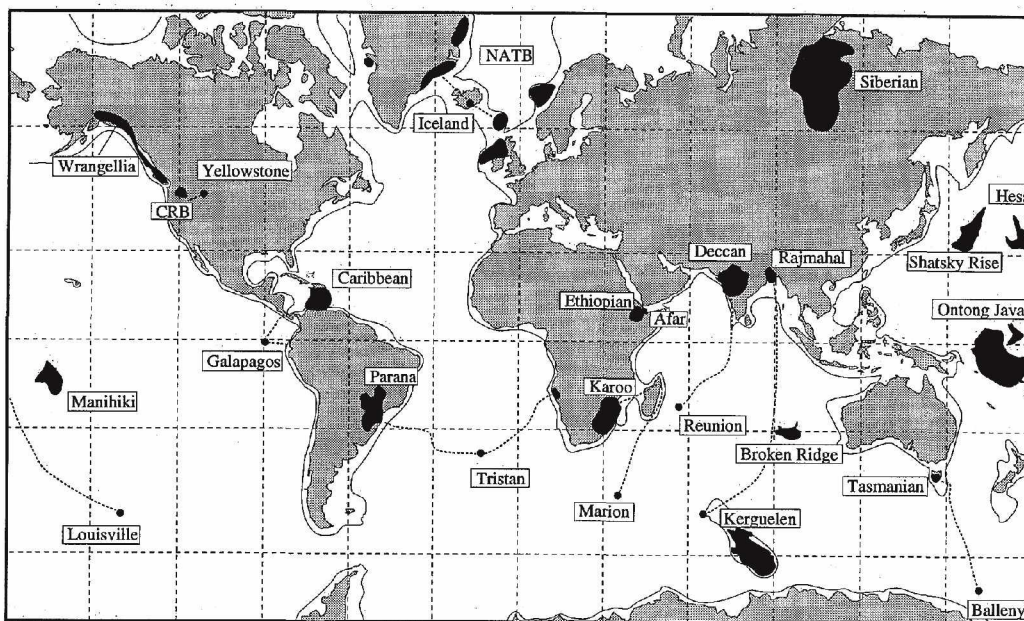 NATB
Siberian
Iceland
Wrangellia
Yellowstone
CRB
Hess
Shatsky Rise
Deccan
Rajmahal
Caribbean
Ethiopian
Afar
Ontong Java
Galapagos
Parana
Karoo
Manihiki
Reunion
Broken Ridge
Tristan
Tasmanian
Marion
Kerguelen
Louisville
Balleny